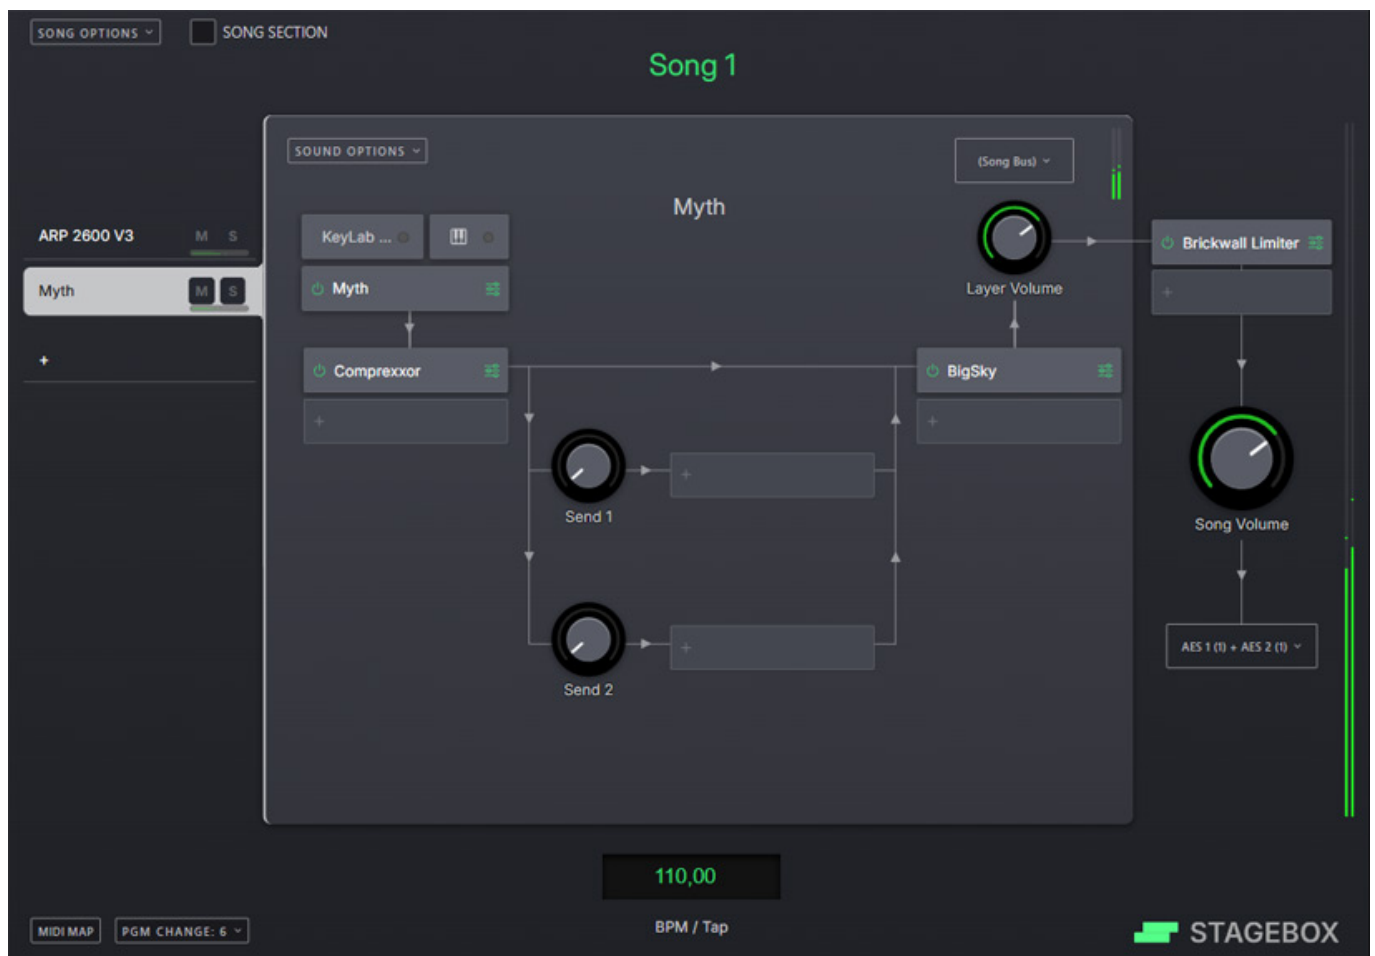 SONG OPTIONS
SONG SECTION
Song 1
SOUND OPTIONS
(Song Bus)
Myth
ARP 2600 V3 M S
KeyLab ...
Brickwall Limiter
Myth M S
Myth
Layer Volume
+
+
Comprexxor
BigSky
+
+
+
Send 1
Song Volume
+
Send 2
AES 1 (1) + AES 2 (1)
110,00
BPM / Tap
MIDI MAP
PGM CHANGE: 6
STAGEBOX